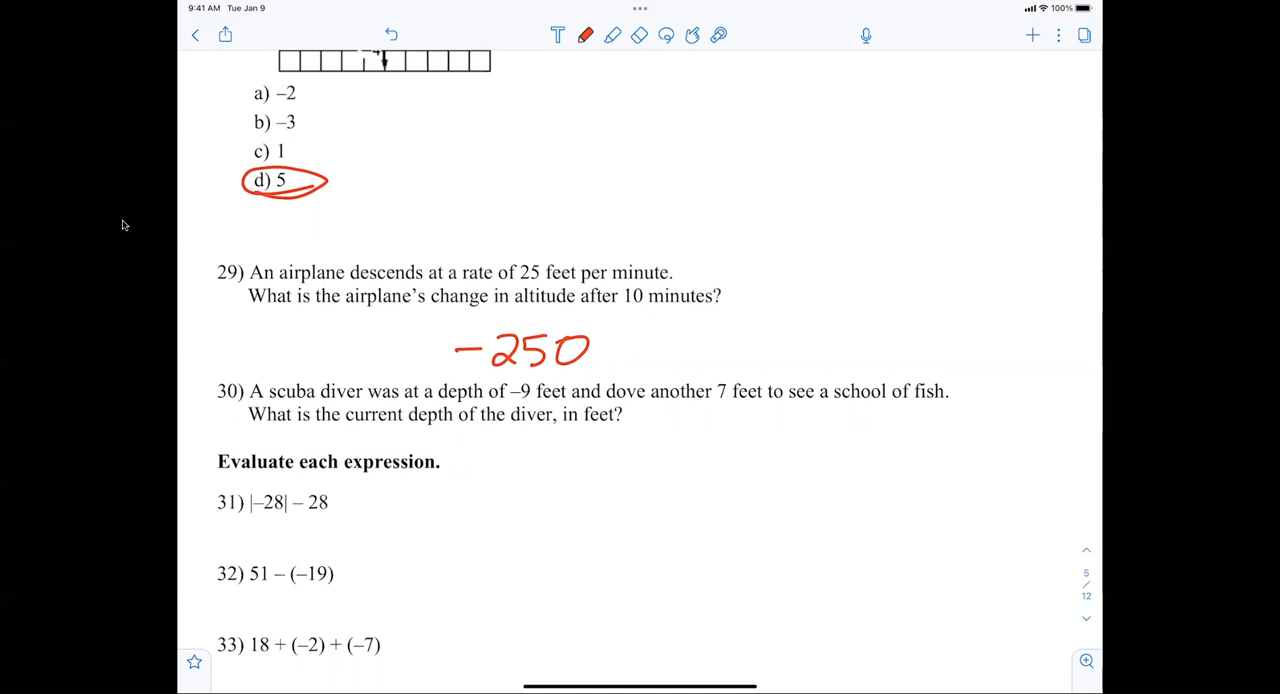 9:41 AM Tue Jan 9
100%
a) –2
b) –3
c) 1
d) 5
29) An airplane descends at a rate of 25 feet per minute.
What is the airplane's change in altitude after 10 minutes?
-250
30) A scuba diver was at a depth of –9 feet and dove another 7 feet to see a school of fish.
What is the current depth of the diver, in feet?
Evaluate each expression.
31) |–28| – 28
32) 51 – (–19)
33) 18 + (–2) + (–7)
5
/
12